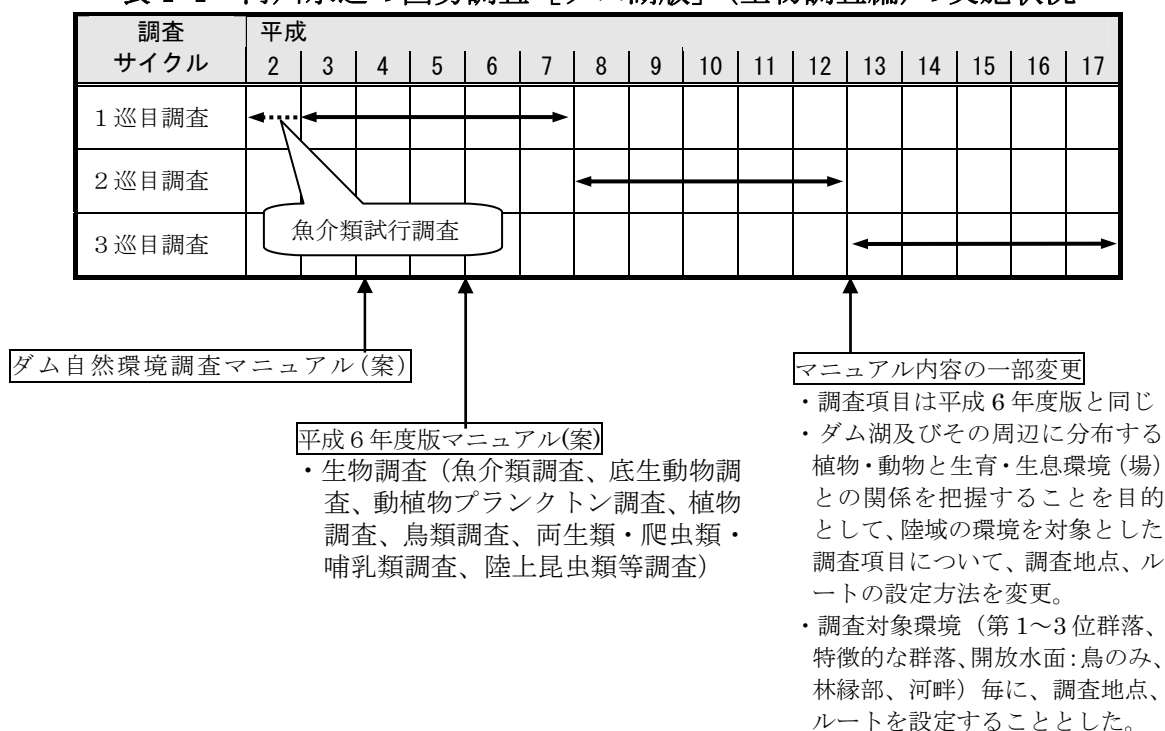 調査 平成
サイクル 2 3 4 5 6 7 8 9 10 11 12 13 14 15 16 17
1巡目調査
2巡目調査
魚介類試行調査
3巡目調査
ダム自然環境調査マニュアル(案)
平成6年度版マニュアル(案)
・生物調査（魚介類調査、底生動物調
査、動植物プランクトン調査、植物
調査、鳥類調査、両生類・爬虫類・
哺乳類調査、陸上昆虫類等調査）
マニュアル内容の一部変更
・調査項目は平成6年度版と同じ
・ダム湖及びその周辺に分布する
植物・動物と生育・生息環境（場）
との関係を把握することを目的
として、陸域の環境を対象とした
調査項目について、調査地点、ル
ートの設定方法を変更。
・調査対象環境（第1～3位群落、
特徴的な群落、開放水面:鳥のみ、
林縁部、河畔）毎に、調査地点、
ルートを設定することとした。